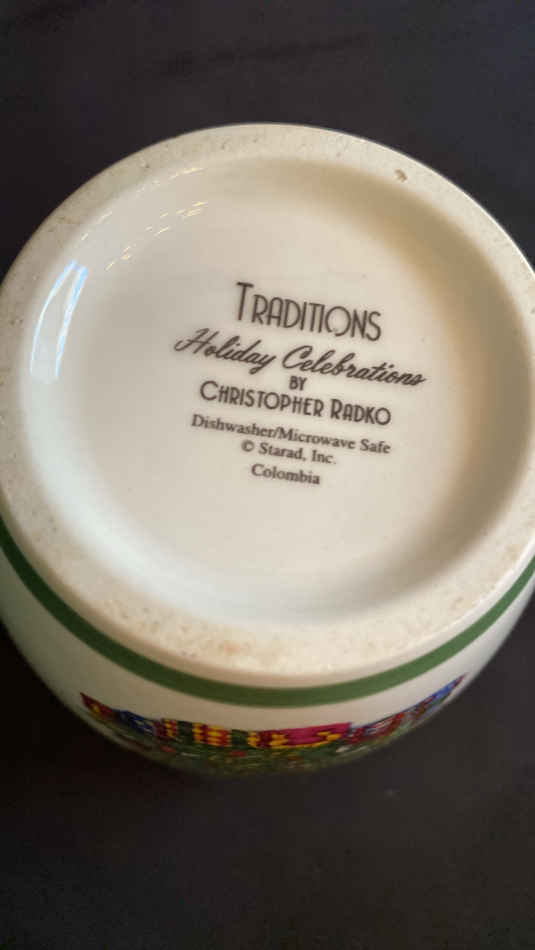 TRADITIONS
Holiday Celebrations
BY
CHRISTOPHER RADKO
Dishwasher/Microwave Safe
© Starad, Inc.
Colombia